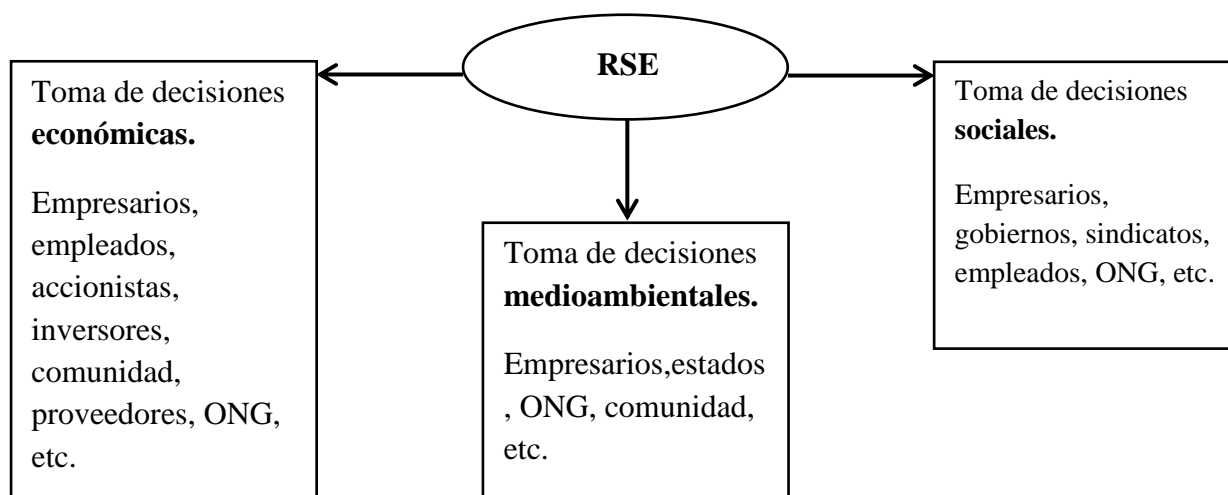 RSE
Toma de decisiones
económicas.
Empresarios,
empleados,
accionistas,
inversores,
comunidad,
proveedores, ONG,
etc.
Toma de decisiones
medioambientales.
Empresarios,estados
, ONG, comunidad,
etc.
Toma de decisiones
sociales.
Empresarios,
gobiernos, sindicatos,
empleados, ONG, etc.